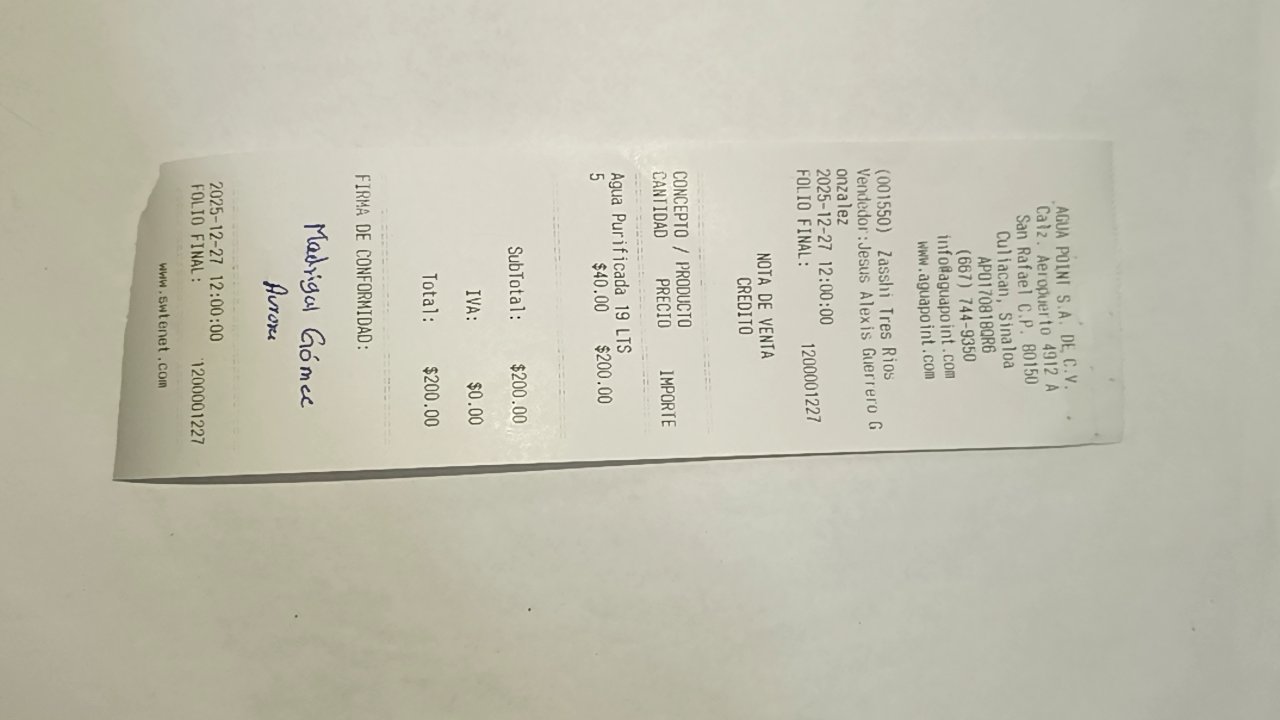 AGUA POINT S.A. DE C.V.
Calz. Aeropuerto 4912 A
San Rafael C.P. 80150
Culiacan, Sinaloa
APO170818QR6
(667) 744-9350
info@aguapoint.com
www.aguapoint.com
(001550) Zasshi Tres Rios
Vendedor:Jesus Alexis Guerrero G
onzalez
2025-12-27 12:00:00
FOLIO FINAL: 1200001227
NOTA DE VENTA
CREDITO
CONCEPTO / PRODUCTO
CANTIDAD PRECIO IMPORTE
Agua Purificada 19 LTS
5 $40.00 $200.00
SubTotal: $200.00
IVA: $0.00
Total: $200.00
FIRMA DE CONFORMIDAD:
Madrigal Gómez
Aurora
2025-12-27 12:00:00
FOLIO FINAL: 1200001227
www.swtenet.com